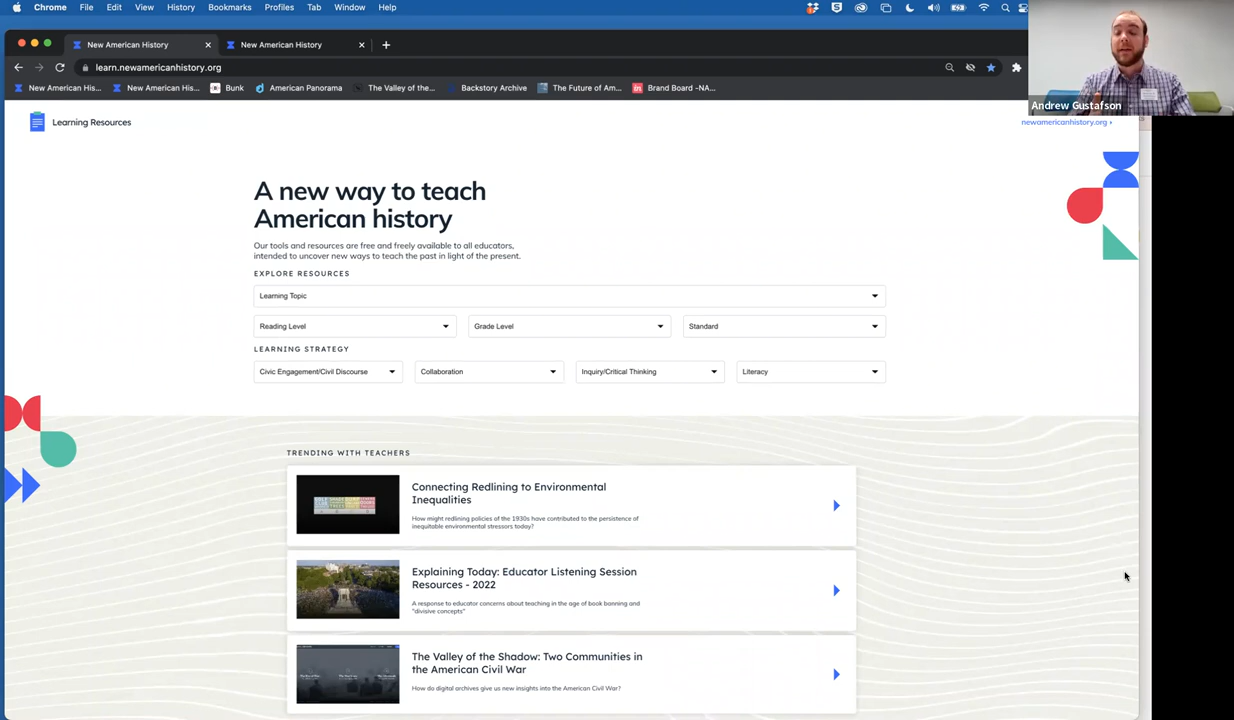 Chrome File Edit View History Bookmarks Profiles Tab Window Help
New American History New American History
learn.newamericanhistory.org
New American His... New American His... Bunk American Panorama The Valley of the... Backstory Archive The Future of Am... Brand Board -NA...
Andrew Gustafson
Learning Resources
newamericanhistory.org
A new way to teach
American history
Our tools and resources are free and freely available to all educators,
intended to uncover new ways to teach the past in light of the present.
EXPLORE RESOURCES
Learning Topic
Reading Level Grade Level Standard
LEARNING STRATEGY
Civic Engagement/Civil Discourse Collaboration Inquiry/Critical Thinking Literacy
TRENDING WITH TEACHERS
Connecting Redlining to Environmental
Inequalities
How might redlining policies of the 1930s have contributed to the persistence of
inequitable environmental stressors today?
Explaining Today: Educator Listening Session
Resources - 2022
A response to educator concerns about teaching in the age of book banning and
"divisive concepts"
The Valley of the Shadow: Two Communities in
the American Civil War
How do digital archives give us new insights into the American Civil War?